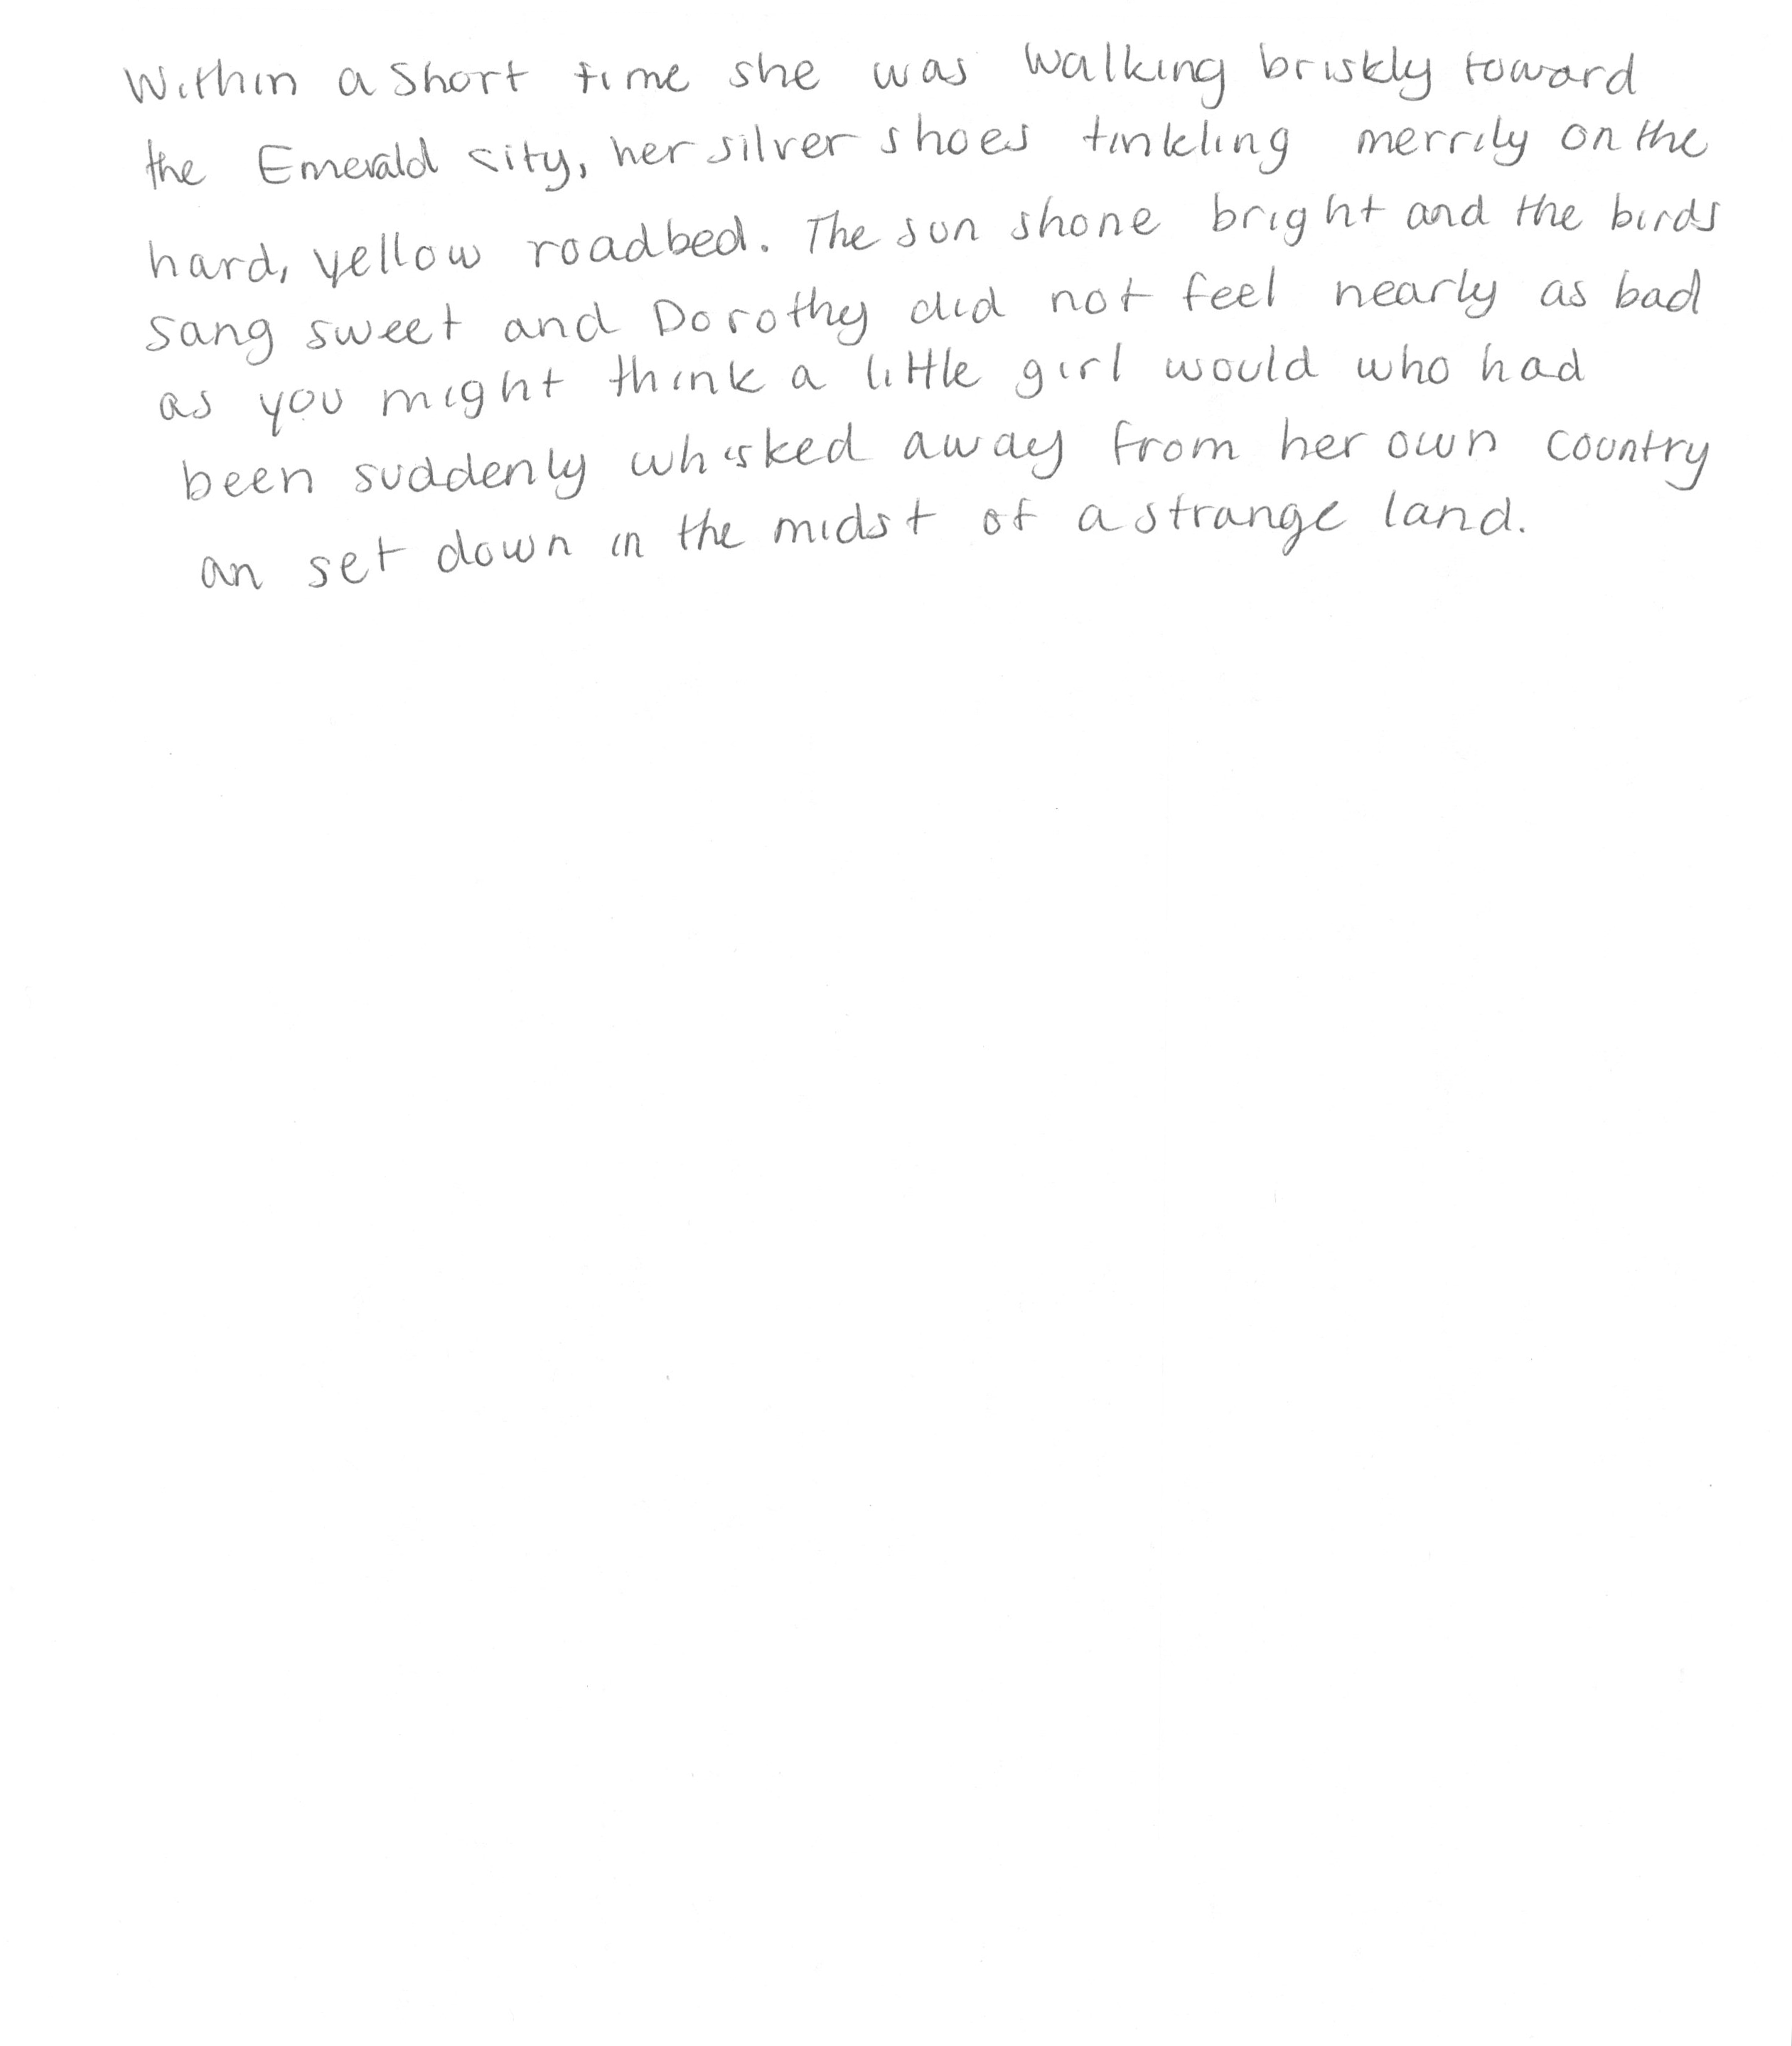 Within a short time she was walking briskly toward
the Emerald city, her silver shoes tinkling merrily on the
hard, yellow roadbed. The sun shone bright and the birds
sang sweet and Dorothy did not feel nearly as bad
as you might think a little girl would who had
been suddenly whisked away from her own country
an set down in the midst of a strange land.